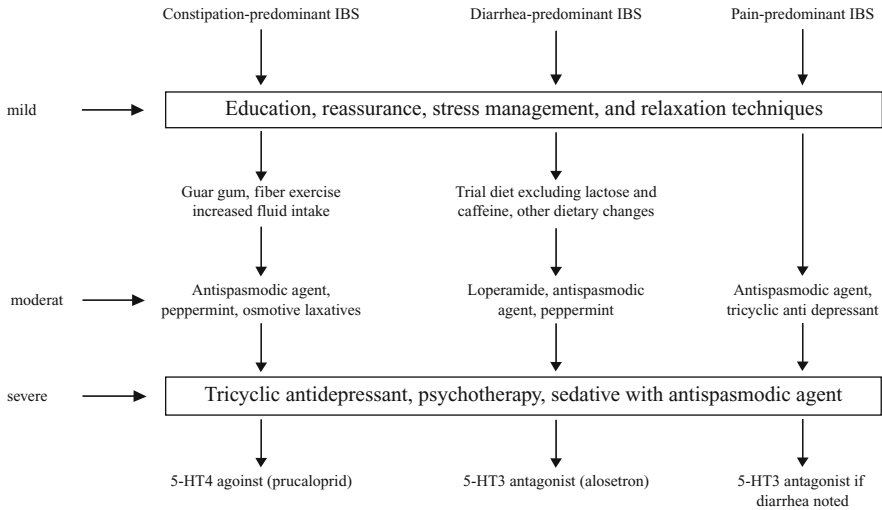 Constipation-predominant IBS Diarrhea-predominant IBS Pain-predominant IBS
mild Education, reassurance, stress management, and relaxation techniques
Guar gum, fiber exercise
increased fluid intake
Trial diet excluding lactose and
caffeine, other dietary changes
moderat
Antispasmodic agent,
peppermint, osmotive laxatives
Loperamide, antispasmodic
agent, peppermint
Antispasmodic agent,
tricyclic anti depressant
severe Tricyclic antidepressant, psychotherapy, sedative with antispasmodic agent
5-HT4 agoinst (prucaloprid)
5-HT3 antagonist (alosetron)
5-HT3 antagonist if
diarrhea noted